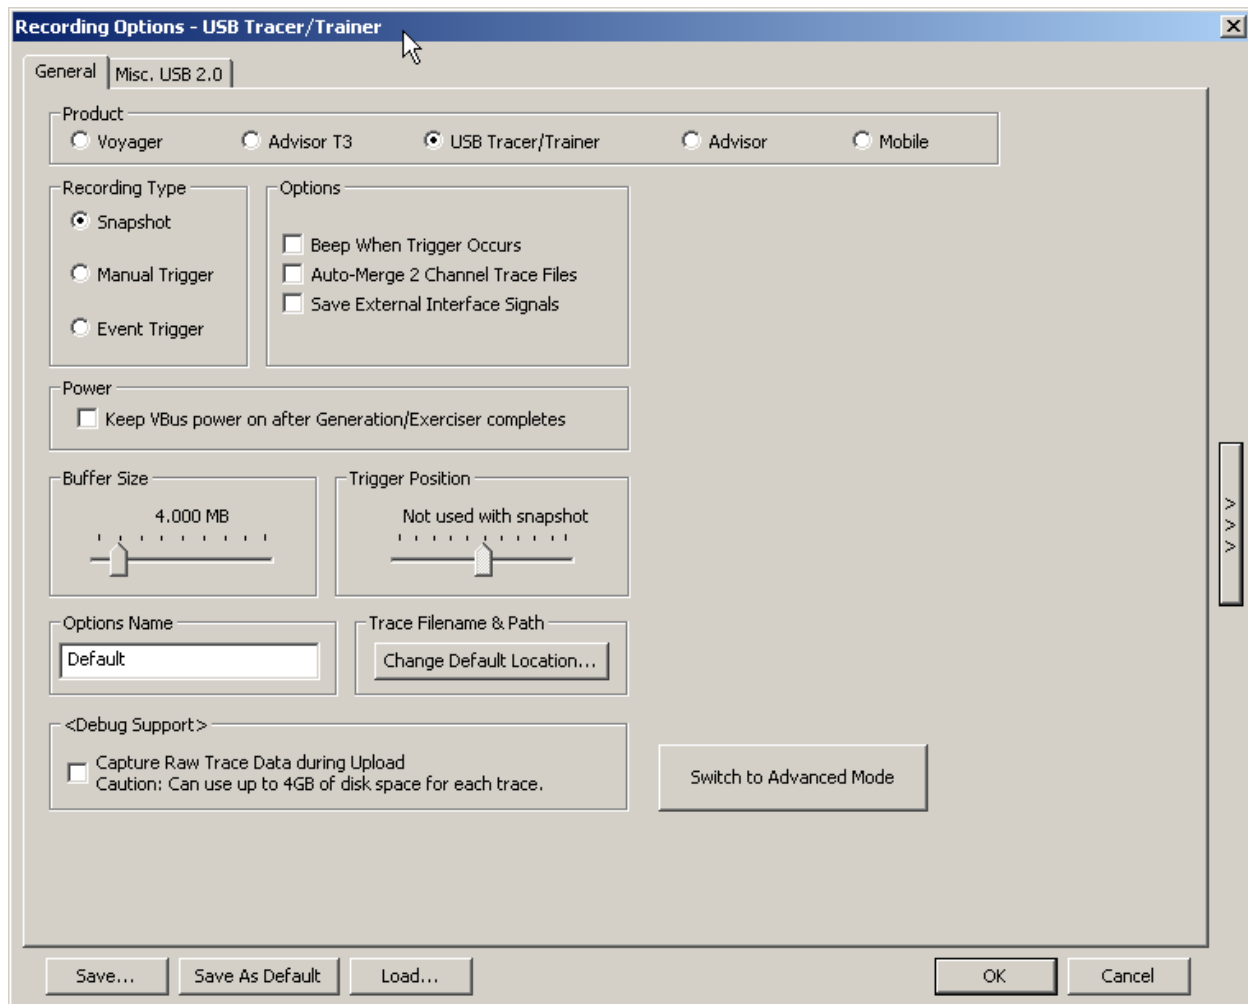 Recording Options - USB Tracer/Trainer
General Misc. USB 2.0
Product
Voyager Advisor T3 USB Tracer/Trainer Advisor Mobile
Recording Type
Snapshot
Manual Trigger
Event Trigger
Options
Beep When Trigger Occurs
Auto-Merge 2 Channel Trace Files
Save External Interface Signals
Power
Keep VBus power on after Generation/Exerciser completes
Buffer Size
4.000 MB
Trigger Position
Not used with snapshot
>
>
>
Options Name
Default
Trace Filename & Path
Change Default Location...
<Debug Support>
Capture Raw Trace Data during Upload
Caution: Can use up to 4GB of disk space for each trace.
Switch to Advanced Mode
Save... Save As Default Load... OK Cancel